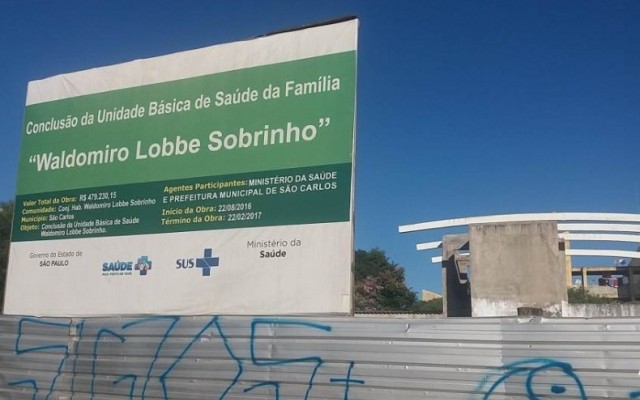 Conclusão da Unidade Básica de Saúde da Família
"Waldomiro Lobbe Sobrinho"
Valor Total da Obra: R$ 479.230,15
Comunidade: Conj. Hab. Waldomiro Lobbe Sobrinho
Município: São Carlos
Objeto: Conclusão da Unidade Básica de Saúde
Waldomiro Lobbe Sobrinho.
Agentes Participantes: MINISTÉRIO DA SAÚDE
E PREFEITURA MUNICIPAL DE SÃO CARLOS
Início da Obra: 22/08/2016
Término da Obra: 22/02/2017
Governo do Estado de
SÃO PAULO
SAÚDE
SUS
Ministério da
Saúde